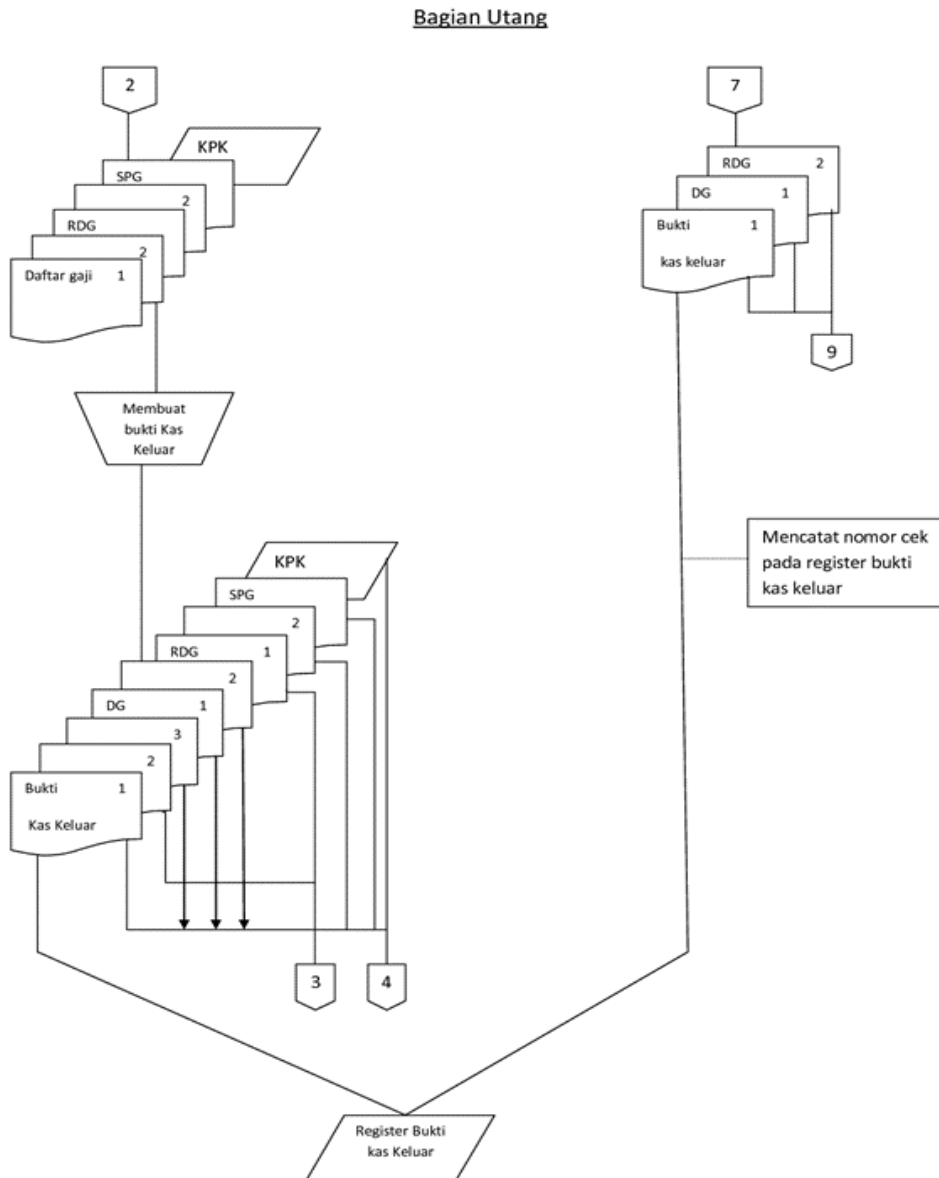 Bagian Utang
2
KPK
SPG
2
RDG
2
Daftar gaji 1
Membuat
bukti Kas
Keluar
KPK
SPG
2
RDG 1
2
DG 1
3
2
Bukti 1
Kas Keluar
3
4
7
RDG 2
DG 1
Bukti 1
kas keluar
9
Mencatat nomor cek
pada register bukti
kas keluar
Register Bukti
kas Keluar